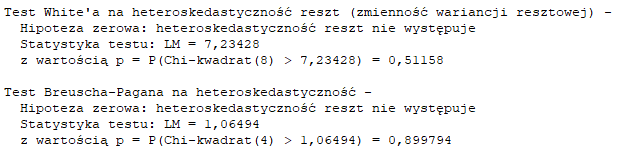 Test White'a na heteroskedastyczność reszt (zmienność wariancji resztowej) -
Hipoteza zerowa: heteroskedastyczność reszt nie występuje
Statystyka testu: LM = 7,23428
z wartością p = P(Chi-kwadrat(8) > 7,23428) = 0,51158
Test Breuscha-Pagana na heteroskedastyczność -
Hipoteza zerowa: heteroskedastyczność reszt nie występuje
Statystyka testu: LM = 1,06494
z wartością p = P(Chi-kwadrat(4) > 1,06494) = 0,899794